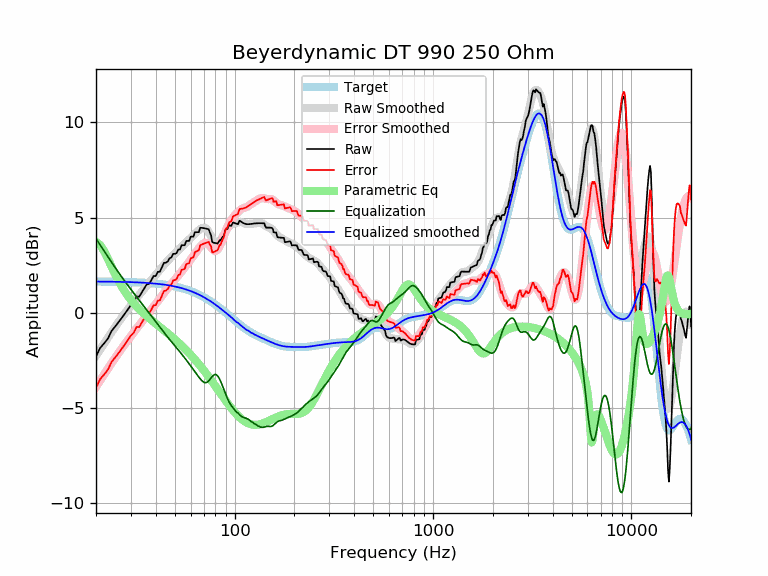 Beyerdynamic DT 990 250 Ohm
Target
Raw Smoothed
Error Smoothed
Raw
Error
Parametric Eq
Equalization
Equalized smoothed
10
5
0
−5
−10
Amplitude (dBr)
100
1000
10000
Frequency (Hz)